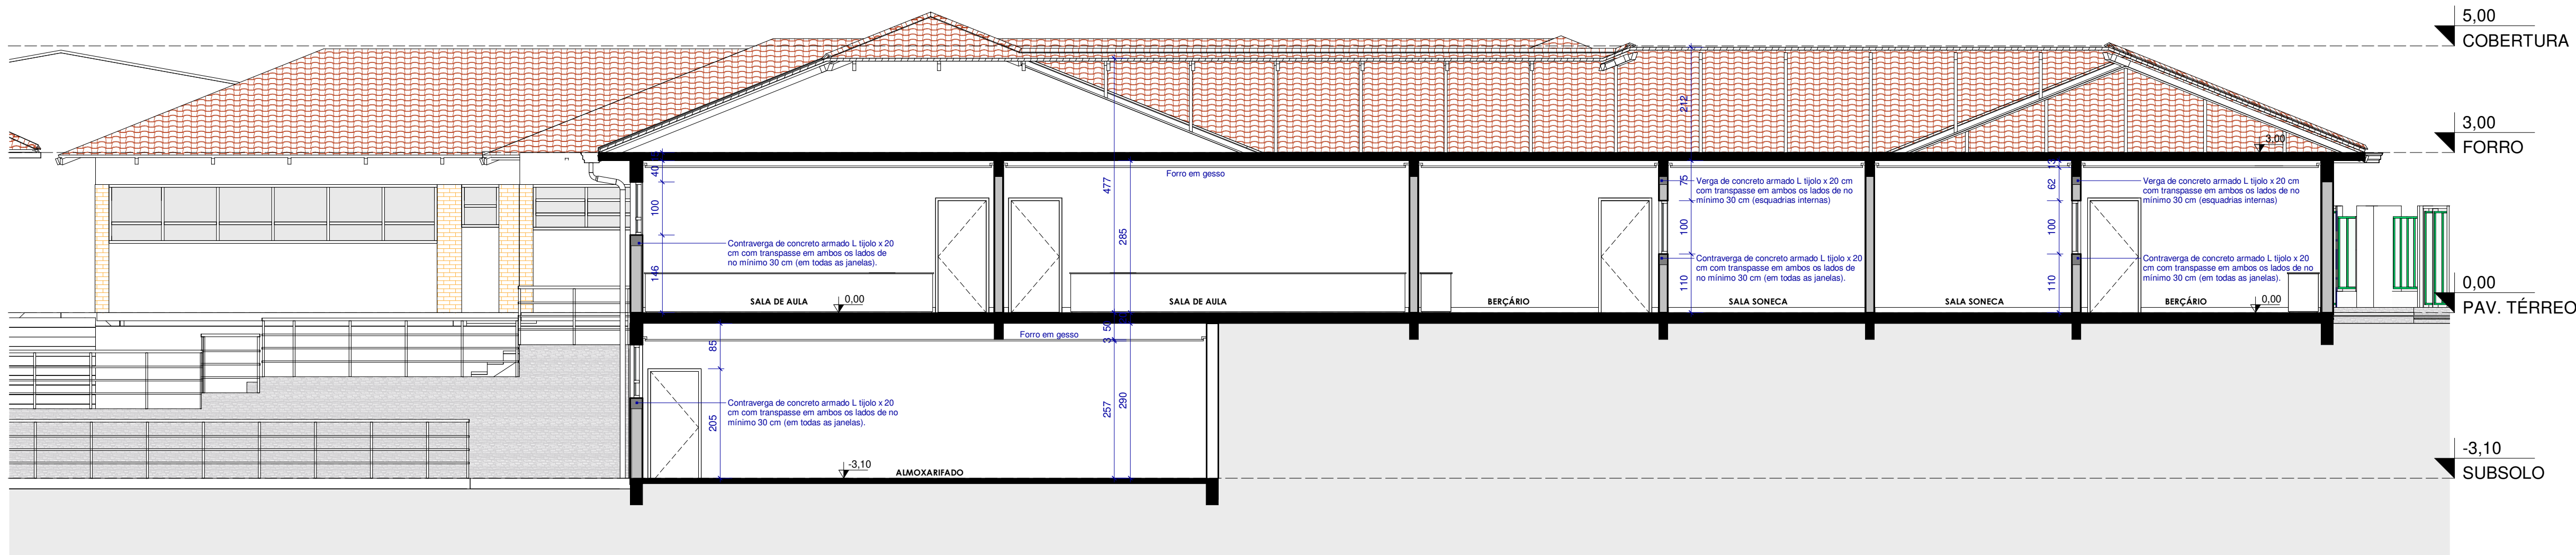 5,00
COBERTURA
3,00
FORRO
0,00
PAV. TÉRREO
-3,10
SUBSOLO
212
3,00
40
100
146
477
285
Forro em gesso
75
100
110
13
62
100
110
Verga de concreto armado L tijolo x 20 cm
com transpasse em ambos os lados de no
mínimo 30 cm (esquadrias internas)
Verga de concreto armado L tijolo x 20 cm
com transpasse em ambos os lados de no
mínimo 30 cm (esquadrias internas)
Contraverga de concreto armado L tijolo x 20
cm com transpasse em ambos os lados de
no mínimo 30 cm (em todas as janelas).
Contraverga de concreto armado L tijolo x 20
cm com transpasse em ambos os lados de
no mínimo 30 cm (em todas as janelas).
Contraverga de concreto armado L tijolo x 20
cm com transpasse em ambos os lados de no
mínimo 30 cm (em todas as janelas).
SALA DE AULA
0,00
SALA DE AULA
BERÇÁRIO
SALA SONECA
SALA SONECA
BERÇÁRIO
0,00
50
3
Forro em gesso
85
205
257
290
Contraverga de concreto armado L tijolo x 20
cm com transpasse em ambos os lados de no
mínimo 30 cm (em todas as janelas).
-3,10
ALMOXARIFADO